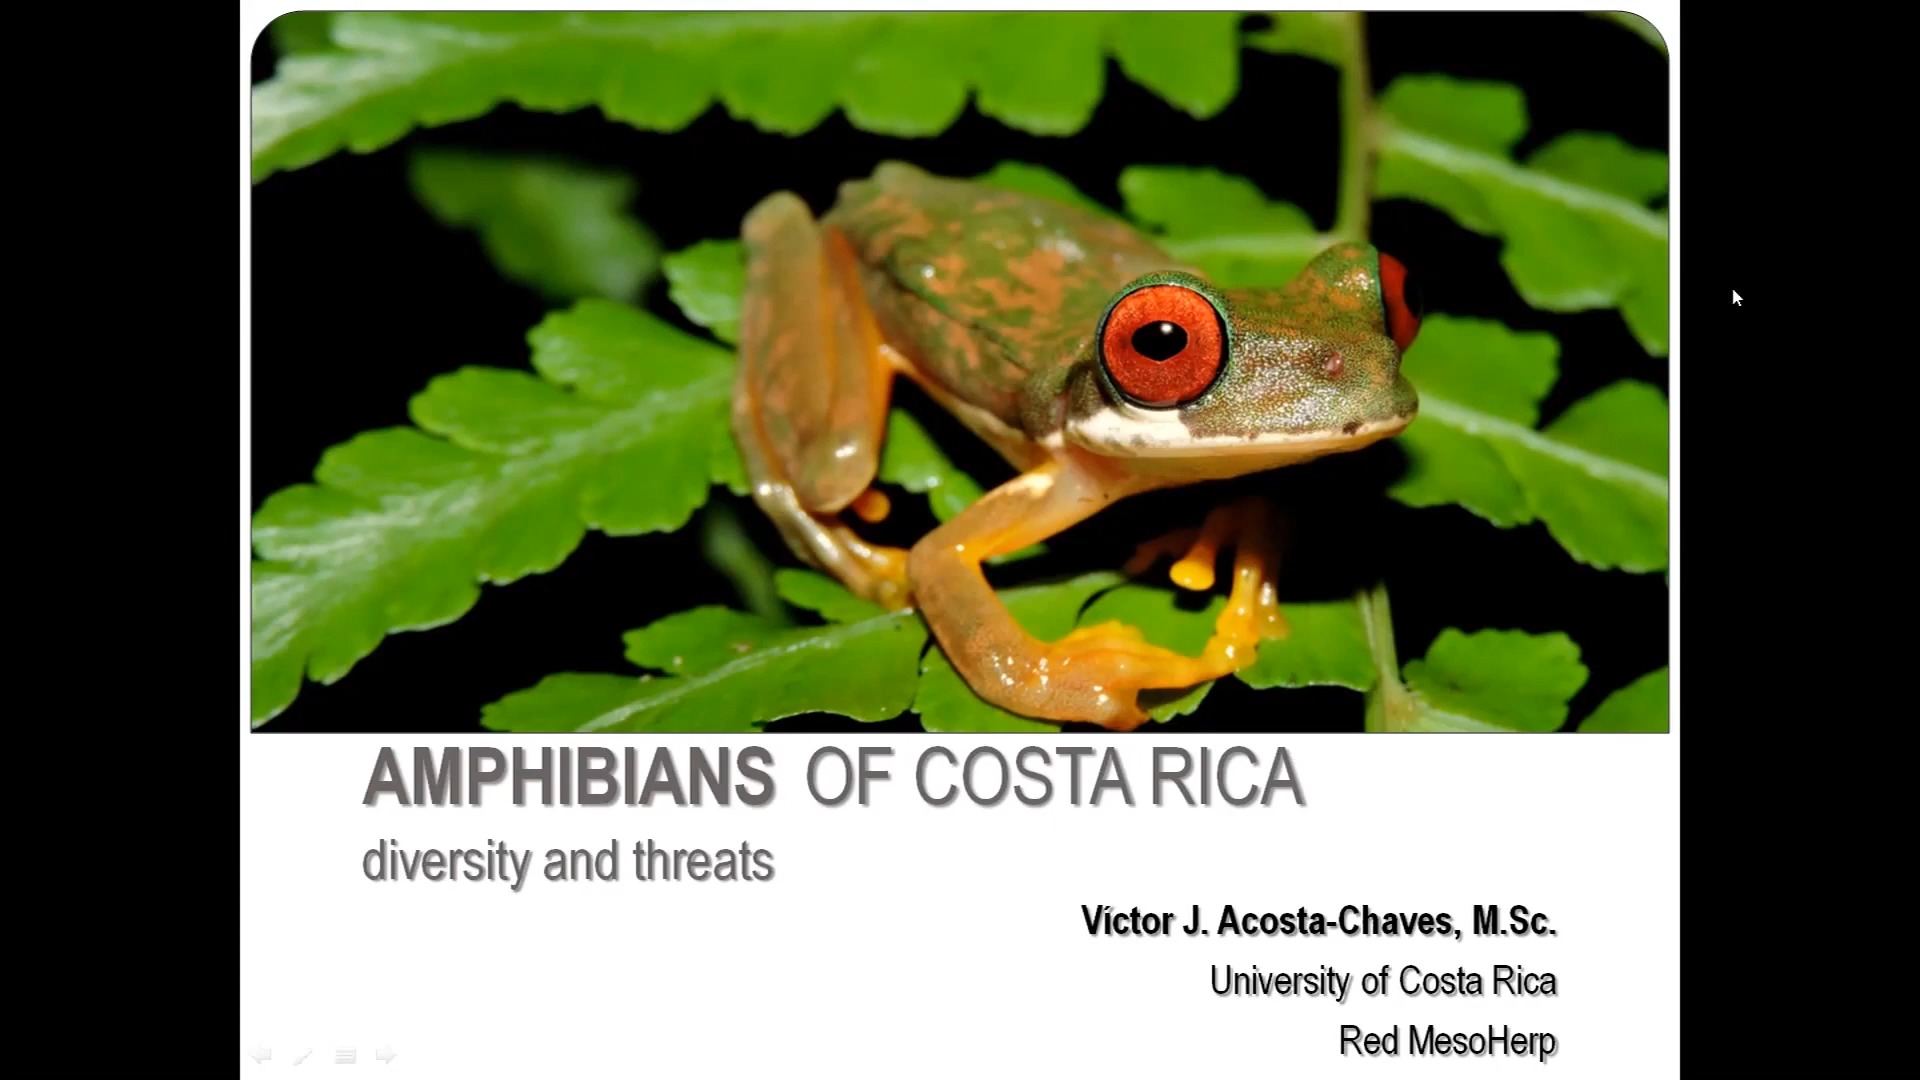 AMPHIBIANS OF COSTA RICA
diversity and threats
Víctor J. Acosta-Chaves, M.Sc.
University of Costa Rica
Red MesoHerp